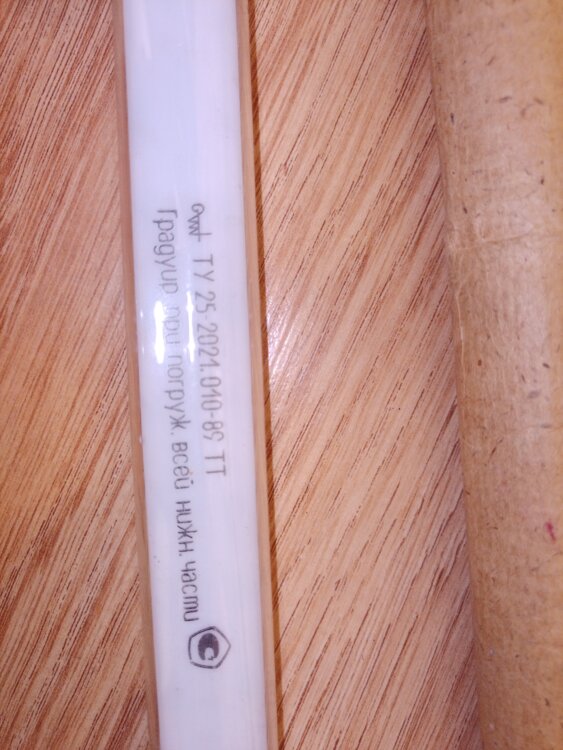 ТУ 25-2021.010-89 ТТ
Градуир. при погруж. всей нижн. части